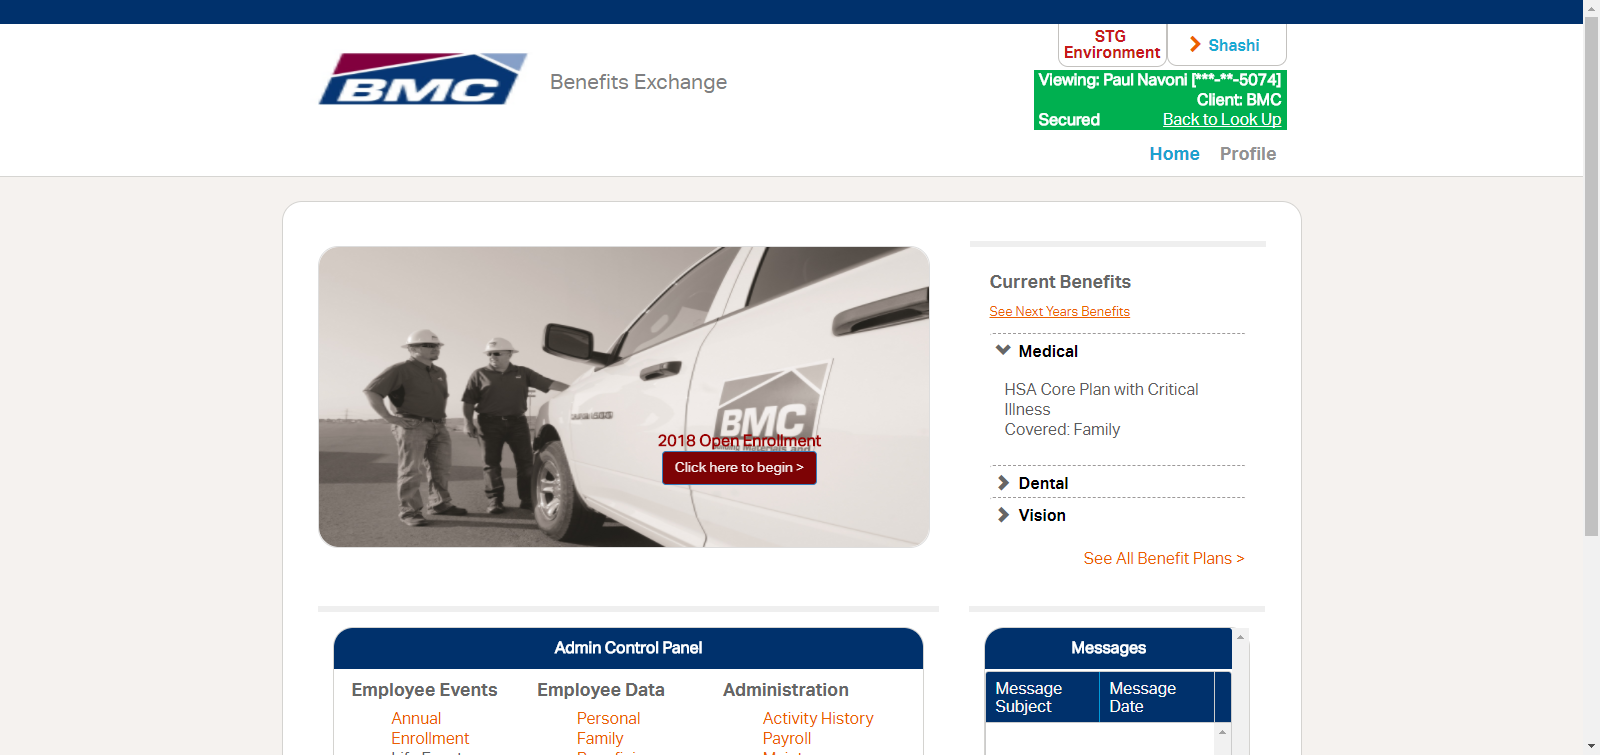 STG
Environment
Shashi
BMC
Benefits Exchange
Viewing: Paul Navoni [***-**-5074]
Client: BMC
Secured
Back to Look Up
Home
Profile
BMC
2018 Open Enrollment
Click here to begin >
Current Benefits
See Next Years Benefits
Medical
HSA Core Plan with Critical
Illness
Covered: Family
Dental
Vision
See All Benefit Plans >
Admin Control Panel
Employee Events
Annual
Enrollment
Employee Data
Personal
Family
Administration
Activity History
Payroll
Messages
Message
Subject
Message
Date